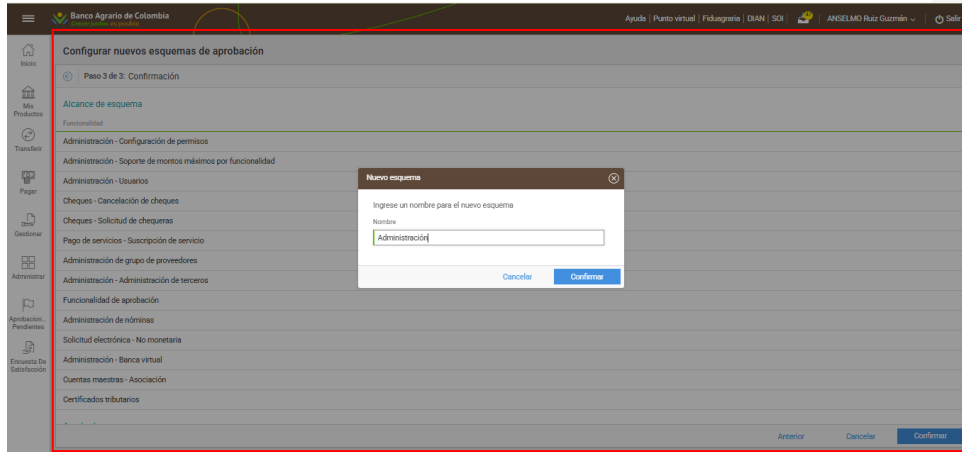 Banco Agrario de Colombia
Crecer juntos, es posible
Ayuda | Punto virtual | Fiduagraria | DIAN | SOI | ANSELMO Ruiz Guzmán | Salir
Inicio
Mis Productos
Transferir
Pagar
Gestionar
Administrar
Aprobacion... Pendientes
Encuesta De Satisfacción
Configurar nuevos esquemas de aprobación
Paso 3 de 3: Confirmación
Alcance de esquema
Funcionalidad
Administración - Configuración de permisos
Administración - Soporte de montos máximos por funcionalidad
Administración - Usuarios
Cheques - Cancelación de cheques
Cheques - Solicitud de chequeras
Pago de servicios - Suscripción de servicio
Administración de grupo de proveedores
Administración - Administración de terceros
Funcionalidad de aprobación
Administración de nóminas
Solicitud electrónica - No monetaria
Administración - Banca virtual
Cuentas maestras - Asociación
Certificados tributarios
Nuevo esquema
Ingrese un nombre para el nuevo esquema
Nombre
Administración
Cancelar
Confirmar
Anterior
Cancelar
Confirmar